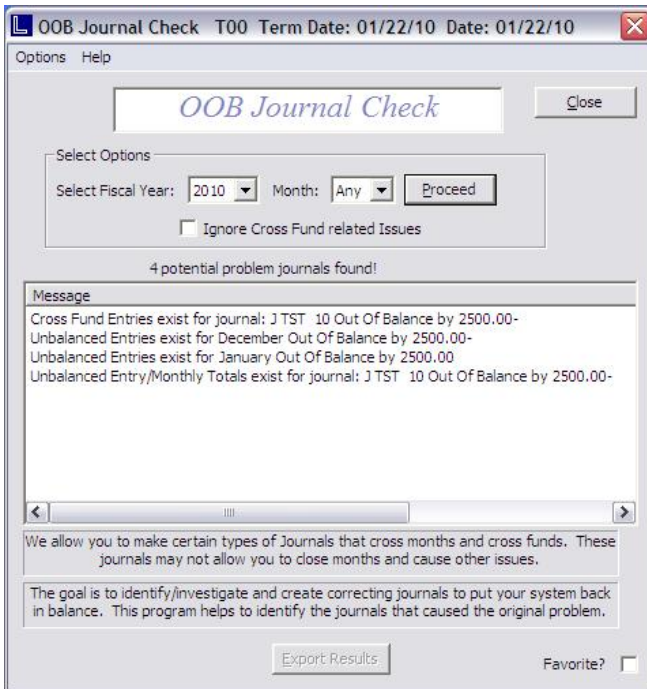 L OOB Journal Check T00 Term Date: 01/22/10 Date: 01/22/10
Options Help
OOB Journal Check
Close
Select Options
Select Fiscal Year: 2010 Month: Any Proceed
Ignore Cross Fund related Issues
4 potential problem journals found!
Message
Cross Fund Entries exist for journal: J TST 10 Out Of Balance by 2500.00-
Unbalanced Entries exist for December Out Of Balance by 2500.00-
Unbalanced Entries exist for January Out Of Balance by 2500.00
Unbalanced Entry/Monthly Totals exist for journal: J TST 10 Out Of Balance by 2500.00-
We allow you to make certain types of Journals that cross months and cross funds. These
journals may not allow you to close months and cause other issues.
The goal is to identify/investigate and create correcting journals to put your system back
in balance. This program helps to identify the journals that caused the original problem.
Export Results
Favorite?